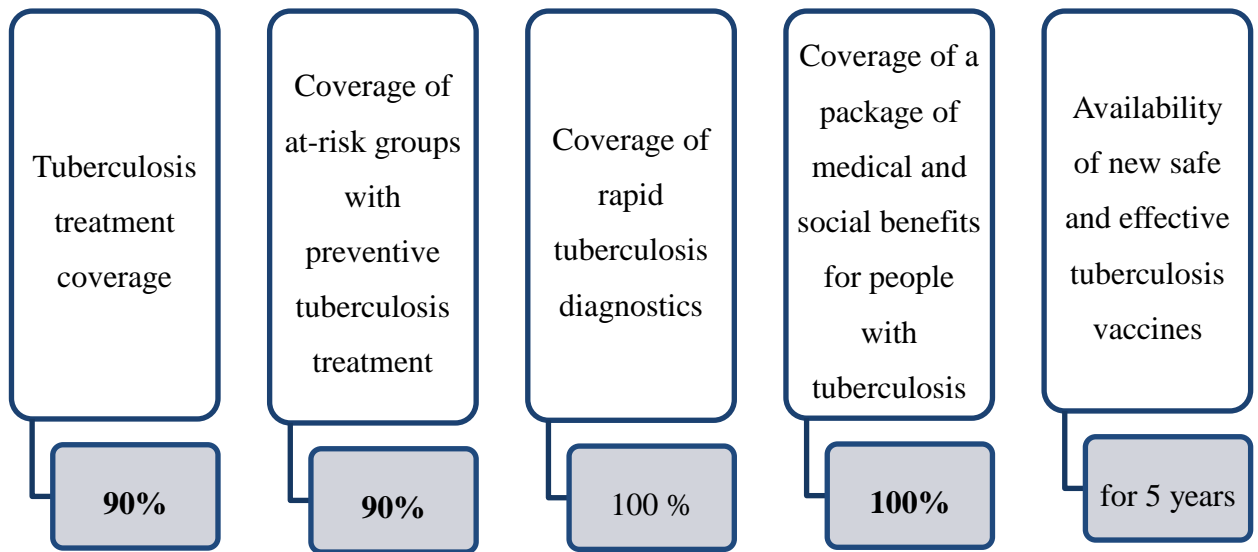 Tuberculosis
treatment
coverage
90%
Coverage of
at-risk groups
with
preventive
tuberculosis
treatment
90%
Coverage of
rapid
tuberculosis
diagnostics
100 %
Coverage of a
package of
medical and
social benefits
for people
with
tuberculosis
100%
Availability
of new safe
and effective
tuberculosis
vaccines
for 5 years